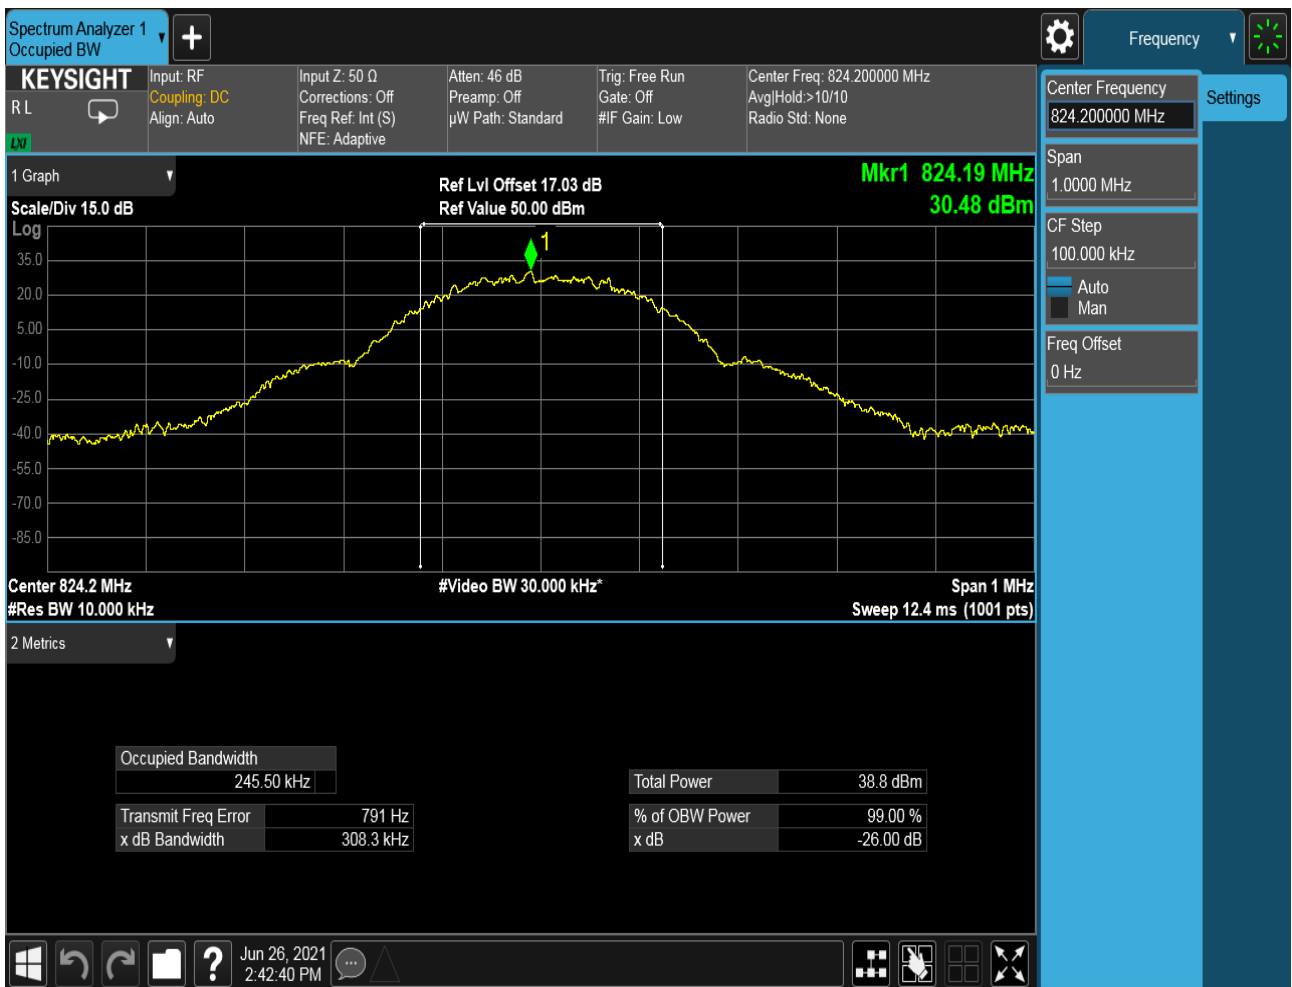 Spectrum Analyzer 1
Occupied BW
Frequency
KEYSIGHT
R L
LXI
Input: RF
Coupling: DC
Align: Auto
Input Z: 50 Ω
Corrections: Off
Freq Ref: Int (S)
NFE: Adaptive
Atten: 46 dB
Preamp: Off
µW Path: Standard
Trig: Free Run
Gate: Off
#IF Gain: Low
Center Freq: 824.200000 MHz
Avg|Hold:>10/10
Radio Std: None
Center Frequency
824.200000 MHz
Settings
Span
1.0000 MHz
CF Step
100.000 kHz
Auto
Man
Freq Offset
0 Hz
1 Graph
Scale/Div 15.0 dB
Ref Lvl Offset 17.03 dB
Ref Value 50.00 dBm
Mkr1 824.19 MHz
30.48 dBm
Log
1
35.0
20.0
5.00
-10.0
-25.0
-40.0
-55.0
-70.0
-85.0
Center 824.2 MHz
#Video BW 30.000 kHz*
Span 1 MHz
#Res BW 10.000 kHz
Sweep 12.4 ms (1001 pts)
2 Metrics
Occupied Bandwidth
245.50 kHz
Transmit Freq Error 791 Hz
x dB Bandwidth 308.3 kHz
Total Power 38.8 dBm
% of OBW Power 99.00 %
x dB -26.00 dB
?
Jun 26, 2021
2:42:40 PM